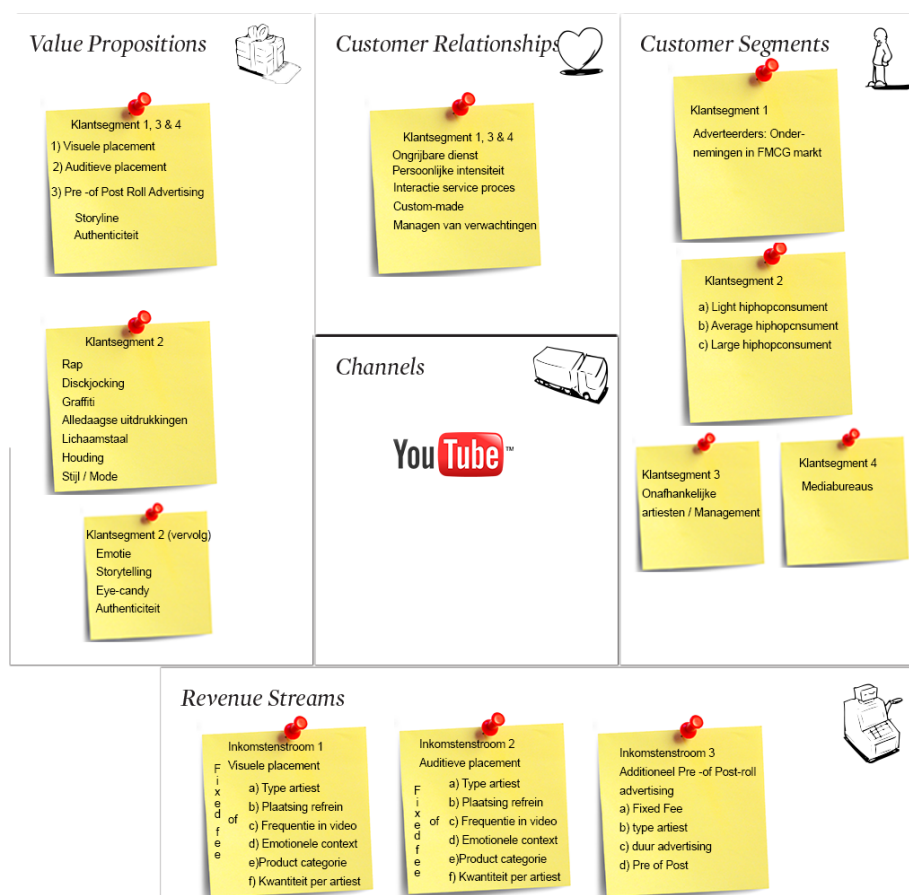 Value Propositions
Klantsegment 1, 3 & 4
1) Visuele placement
2) Auditieve placement
3) Pre -of Post Roll Advertising
Storyline
Authenticiteit
Klantsegment 2
Rap
Disckjocking
Graffiti
Alledaagse uitdrukkingen
Lichaamstaal
Houding
Stijl / Mode
Klantsegment 2 (vervolg)
Emotie
Storytelling
Eye-candy
Authenticiteit
Customer Relationships
Klantsegment 1, 3 & 4
Ongrijbare dienst
Persoonlijke intensiteit
Interactie service proces
Custom-made
Managen van verwachtingen
Channels
YouTube™
Customer Segments
Klantsegment 1
Adverteerders: Onder-
nemingen in FMCG markt
Klantsegment 2
a) Light hiphopconsument
b) Average hiphopcnsument
c) Large hiphopconsument
Klantsegment 3
Onafhankelijke
artiesten / Management
Klantsegment 4
Mediabureaus
Revenue Streams
Inkomstenstroom 1
Visuele placement
Fixed fee
of
a) Type artiest
b) Plaatsing refrein
c) Frequentie in video
d) Emotionele context
e)Product categorie
f) Kwantiteit per artiest
Inkomstenstroom 2
Auditieve placement
Fixed fee
of
a) Type artiest
b) Plaatsing refrein
c) Frequentie in video
d) Emotionele context
e)Product categorie
f) Kwantiteit per artiest
Inkomstenstroom 3
Additioneel Pre -of Post-roll
advertising
a) Fixed Fee
b) type artiest
c) duur advertising
d) Pre of Post